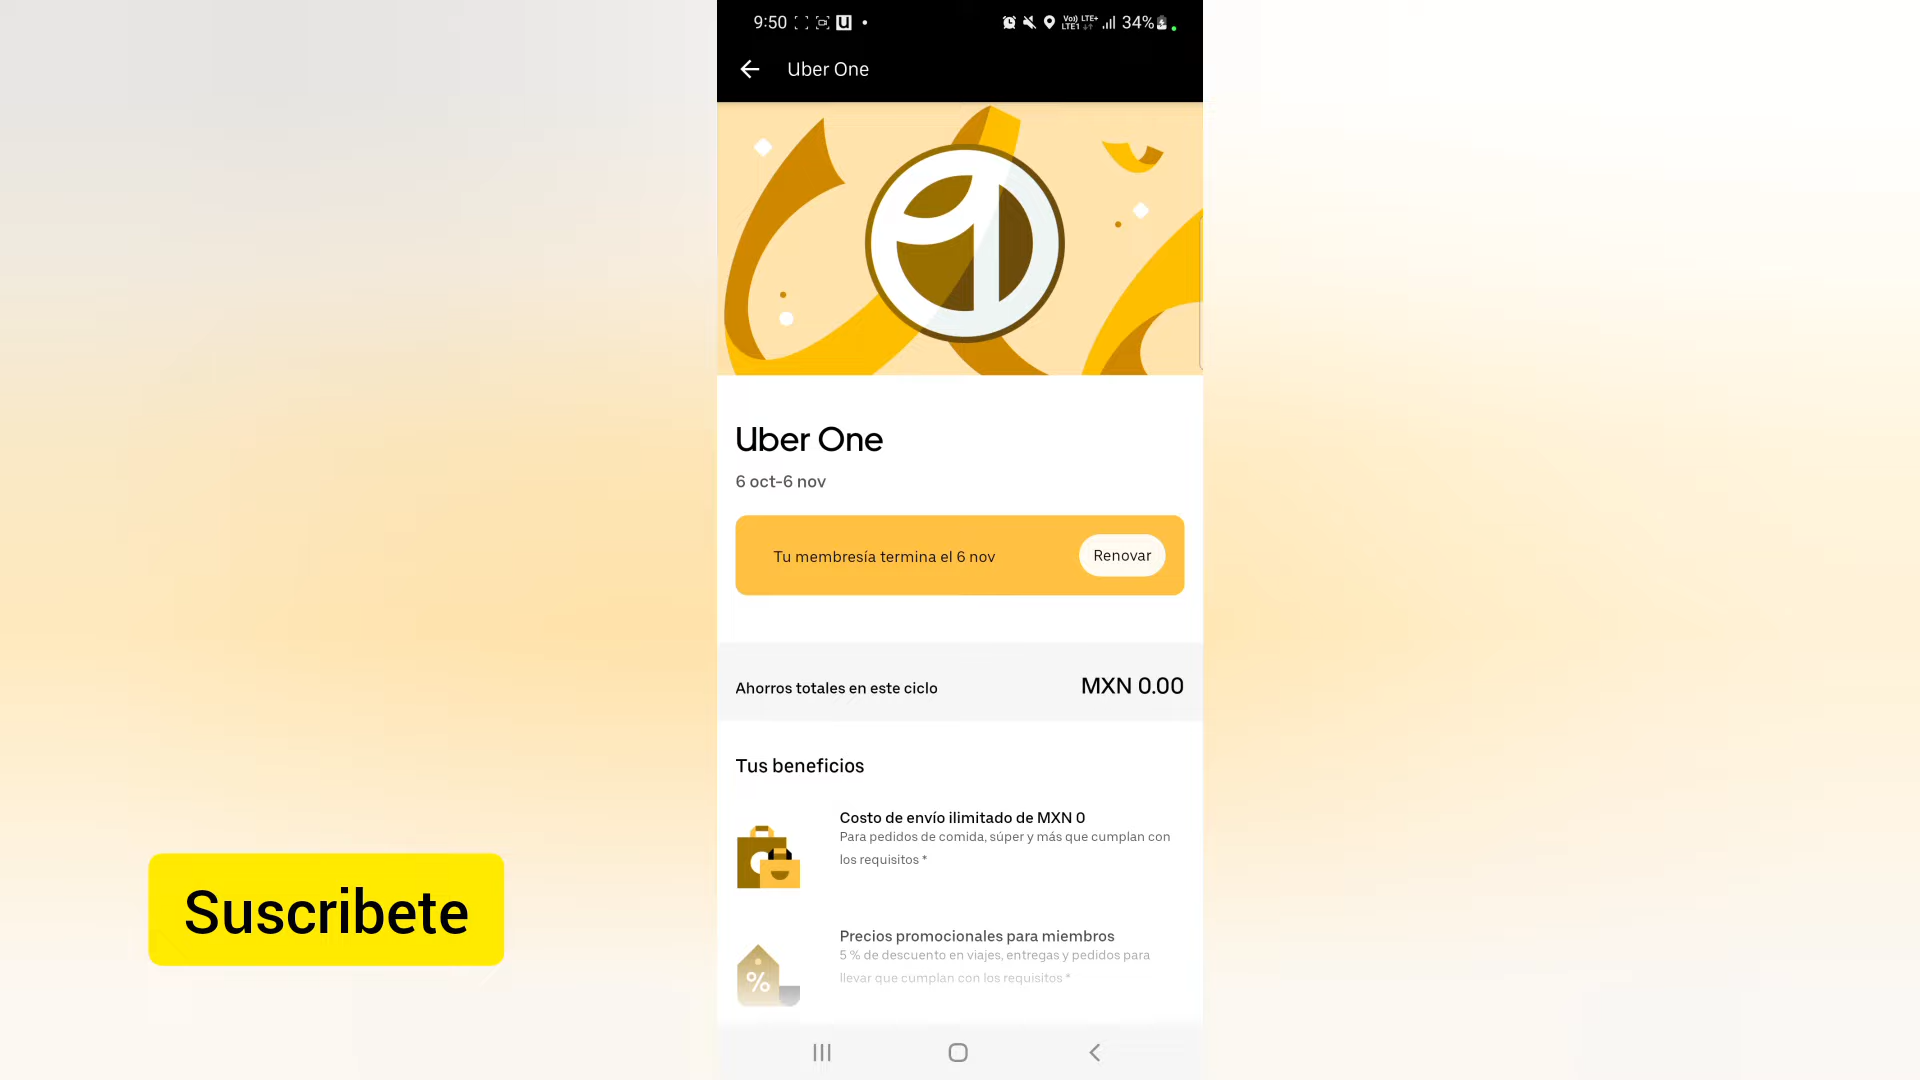 9:50
Vo)) LTE+
LTE1
34%
Uber One
Uber One
6 oct-6 nov
Tu membresía termina el 6 nov
Renovar
Ahorros totales en este ciclo
MXN 0.00
Tus beneficios
Costo de envío ilimitado de MXN 0
Para pedidos de comida, súper y más que cumplan con
los requisitos *
Precios promocionales para miembros
5 % de descuento en viajes, entregas y pedidos para
llevar que cumplan con los requisitos *
%
Suscribete